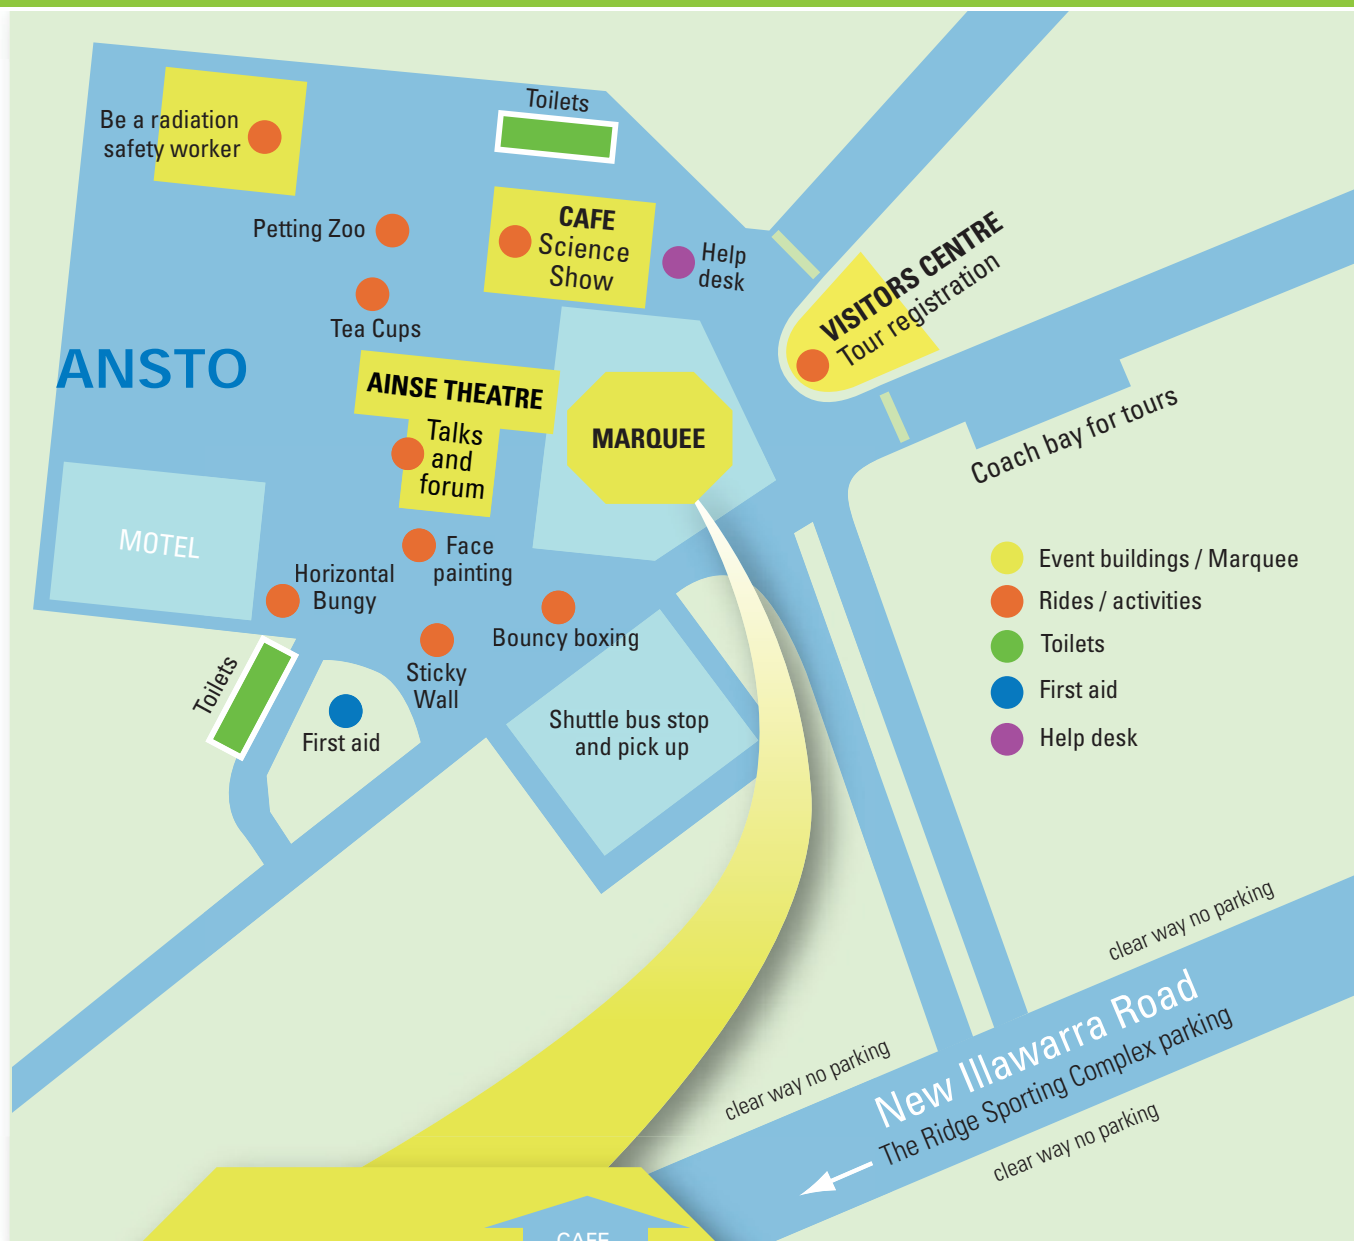 Toilets
Be a radiation
safety worker
CAFE
Science
Show
Petting Zoo
Help
desk
VISITORS CENTRE
Tour registration
Tea Cups
ANSTO
AINSE THEATRE
Talks
and
forum
MARQUEE
Coach bay for tours
MOTEL
Face
painting
Horizontal
Bungy
Bouncy boxing
Sticky
Wall
Toilets
First aid
Shuttle bus stop
and pick up
Event buildings / Marquee
Rides / activities
Toilets
First aid
Help desk
clear way no parking
New Illawarra Road
The Ridge Sporting Complex parking
clear way no parking
clear way no parking
CAFE